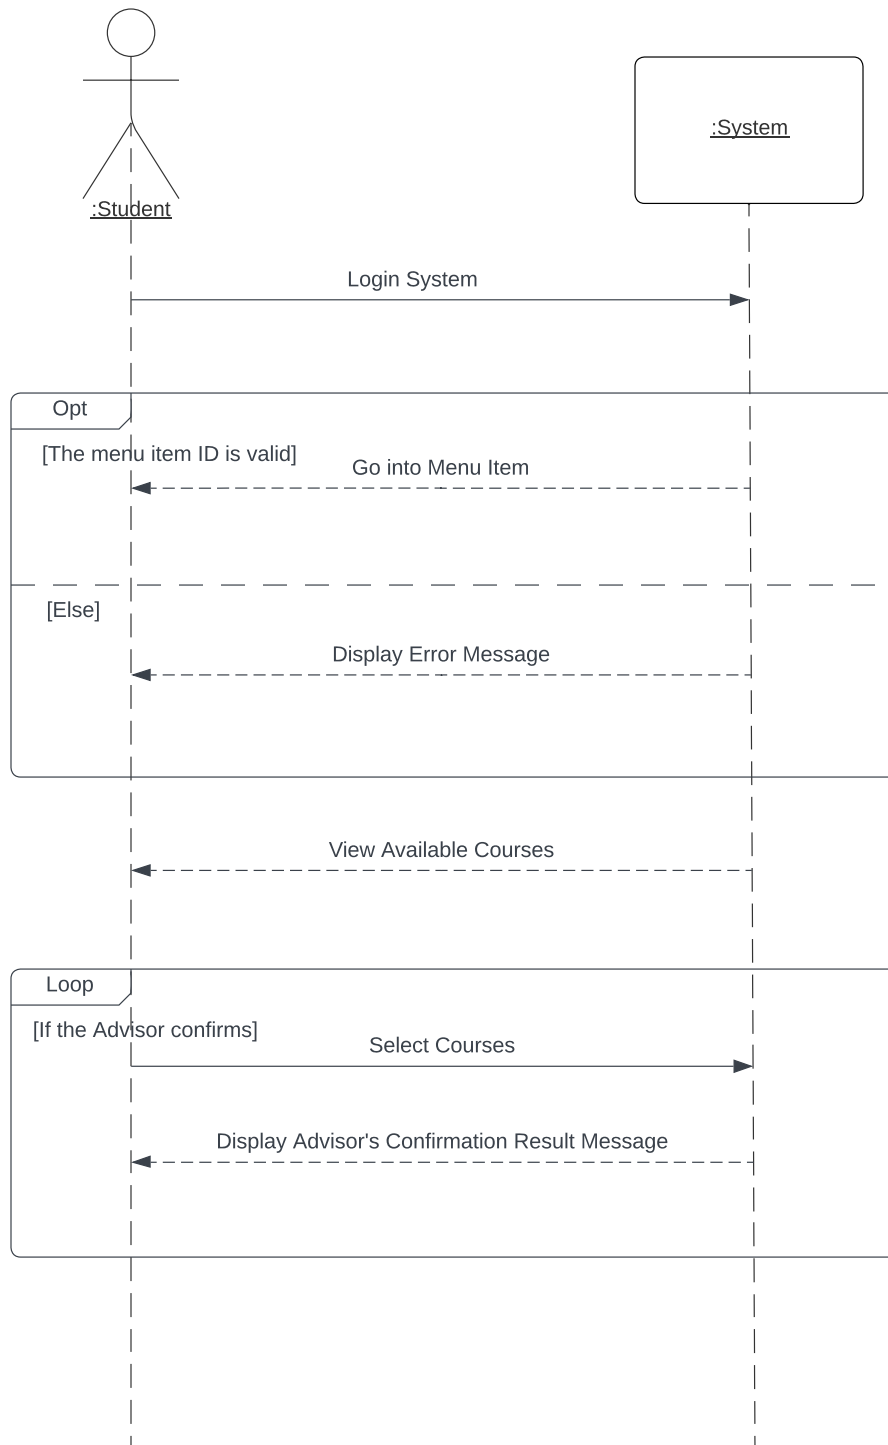 :Student
:System
Login System
Opt
[The menu item ID is valid]
Go into Menu Item
[Else]
Display Error Message
View Available Courses
Loop
[If the Advisor confirms]
Select Courses
Display Advisor's Confirmation Result Message